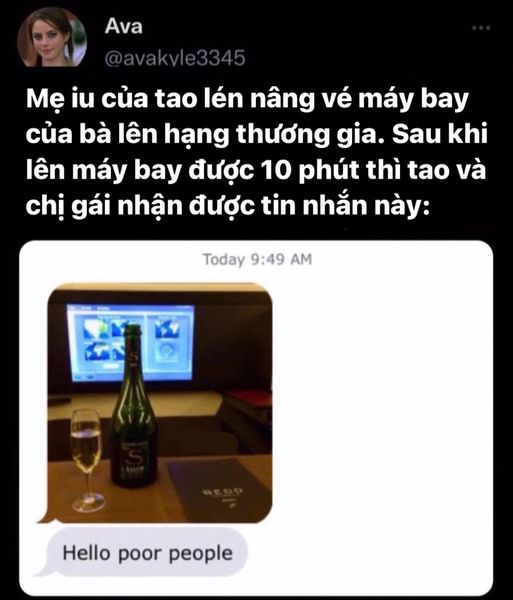 Ava
@avakyle3345
Mẹ iu của tao lén nâng vé máy bay
của bà lên hạng thương gia. Sau khi
lên máy bay được 10 phút thì tao và
chị gái nhận được tin nhắn này:
Today 9:49 AM
S
SALON
Hello poor people